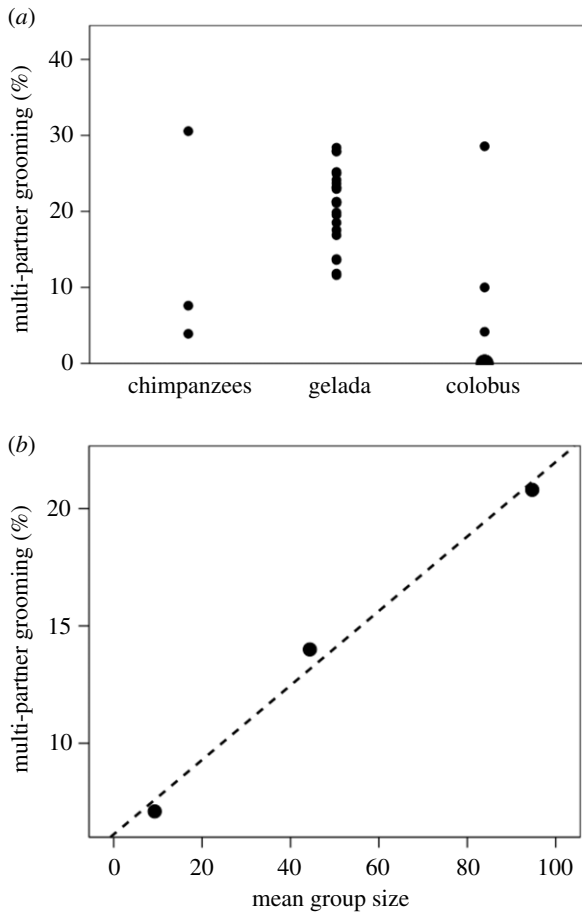 (a)
multi-partner grooming (%)
40
30
20
10
0
chimpanzees gelada colobus
(b)
multi-partner grooming (%)
20
15
10
0 20 40 60 80 100
mean group size